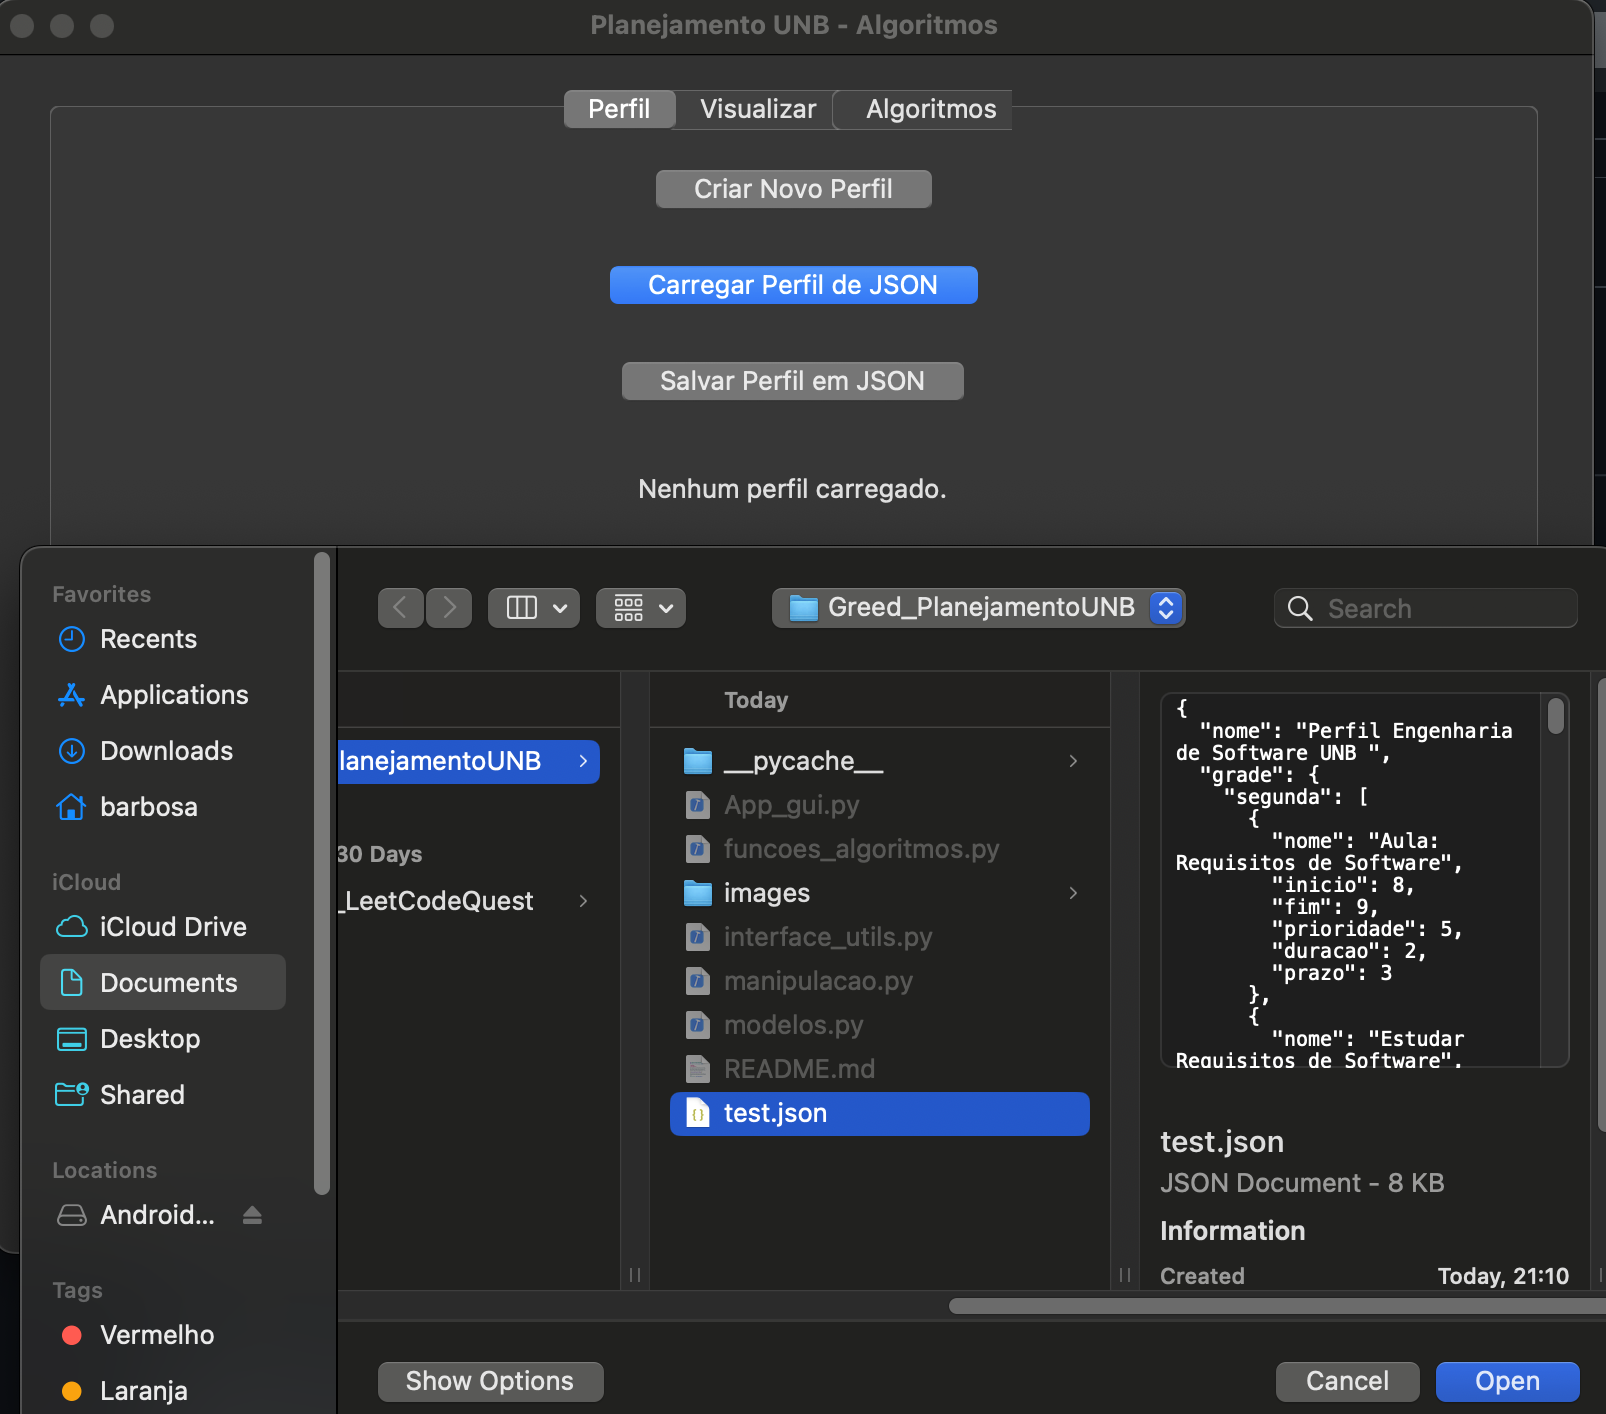 Planejamento UNB - Algoritmos
Perfil
Visualizar
Algoritmos
Criar Novo Perfil
Carregar Perfil de JSON
Salvar Perfil em JSON
Nenhum perfil carregado.
Favorites
Recents
Applications
Downloads
barbosa
iCloud
iCloud Drive
Documents
Desktop
Shared
Locations
Android...
Tags
Vermelho
Laranja
Greed_PlanejamentoUNB
Search
lanejamentoUNB
30 Days
_LeetCodeQuest
Today
__pycache__
App_gui.py
funcoes_algoritmos.py
images
interface_utils.py
manipulacao.py
modelos.py
README.md
test.json
{
"nome": "Perfil Engenharia
de Software UNB ",
"grade": {
"segunda": [
{
"nome": "Aula:
Requisitos de Software",
"inicio": 8,
"fim": 9,
"prioridade": 5,
"duracao": 2,
"prazo": 3
},
{
"nome": "Estudar
Requisitos de Software",
test.json
JSON Document - 8 KB
Information
Created Today, 21:10
Show Options
Cancel
Open